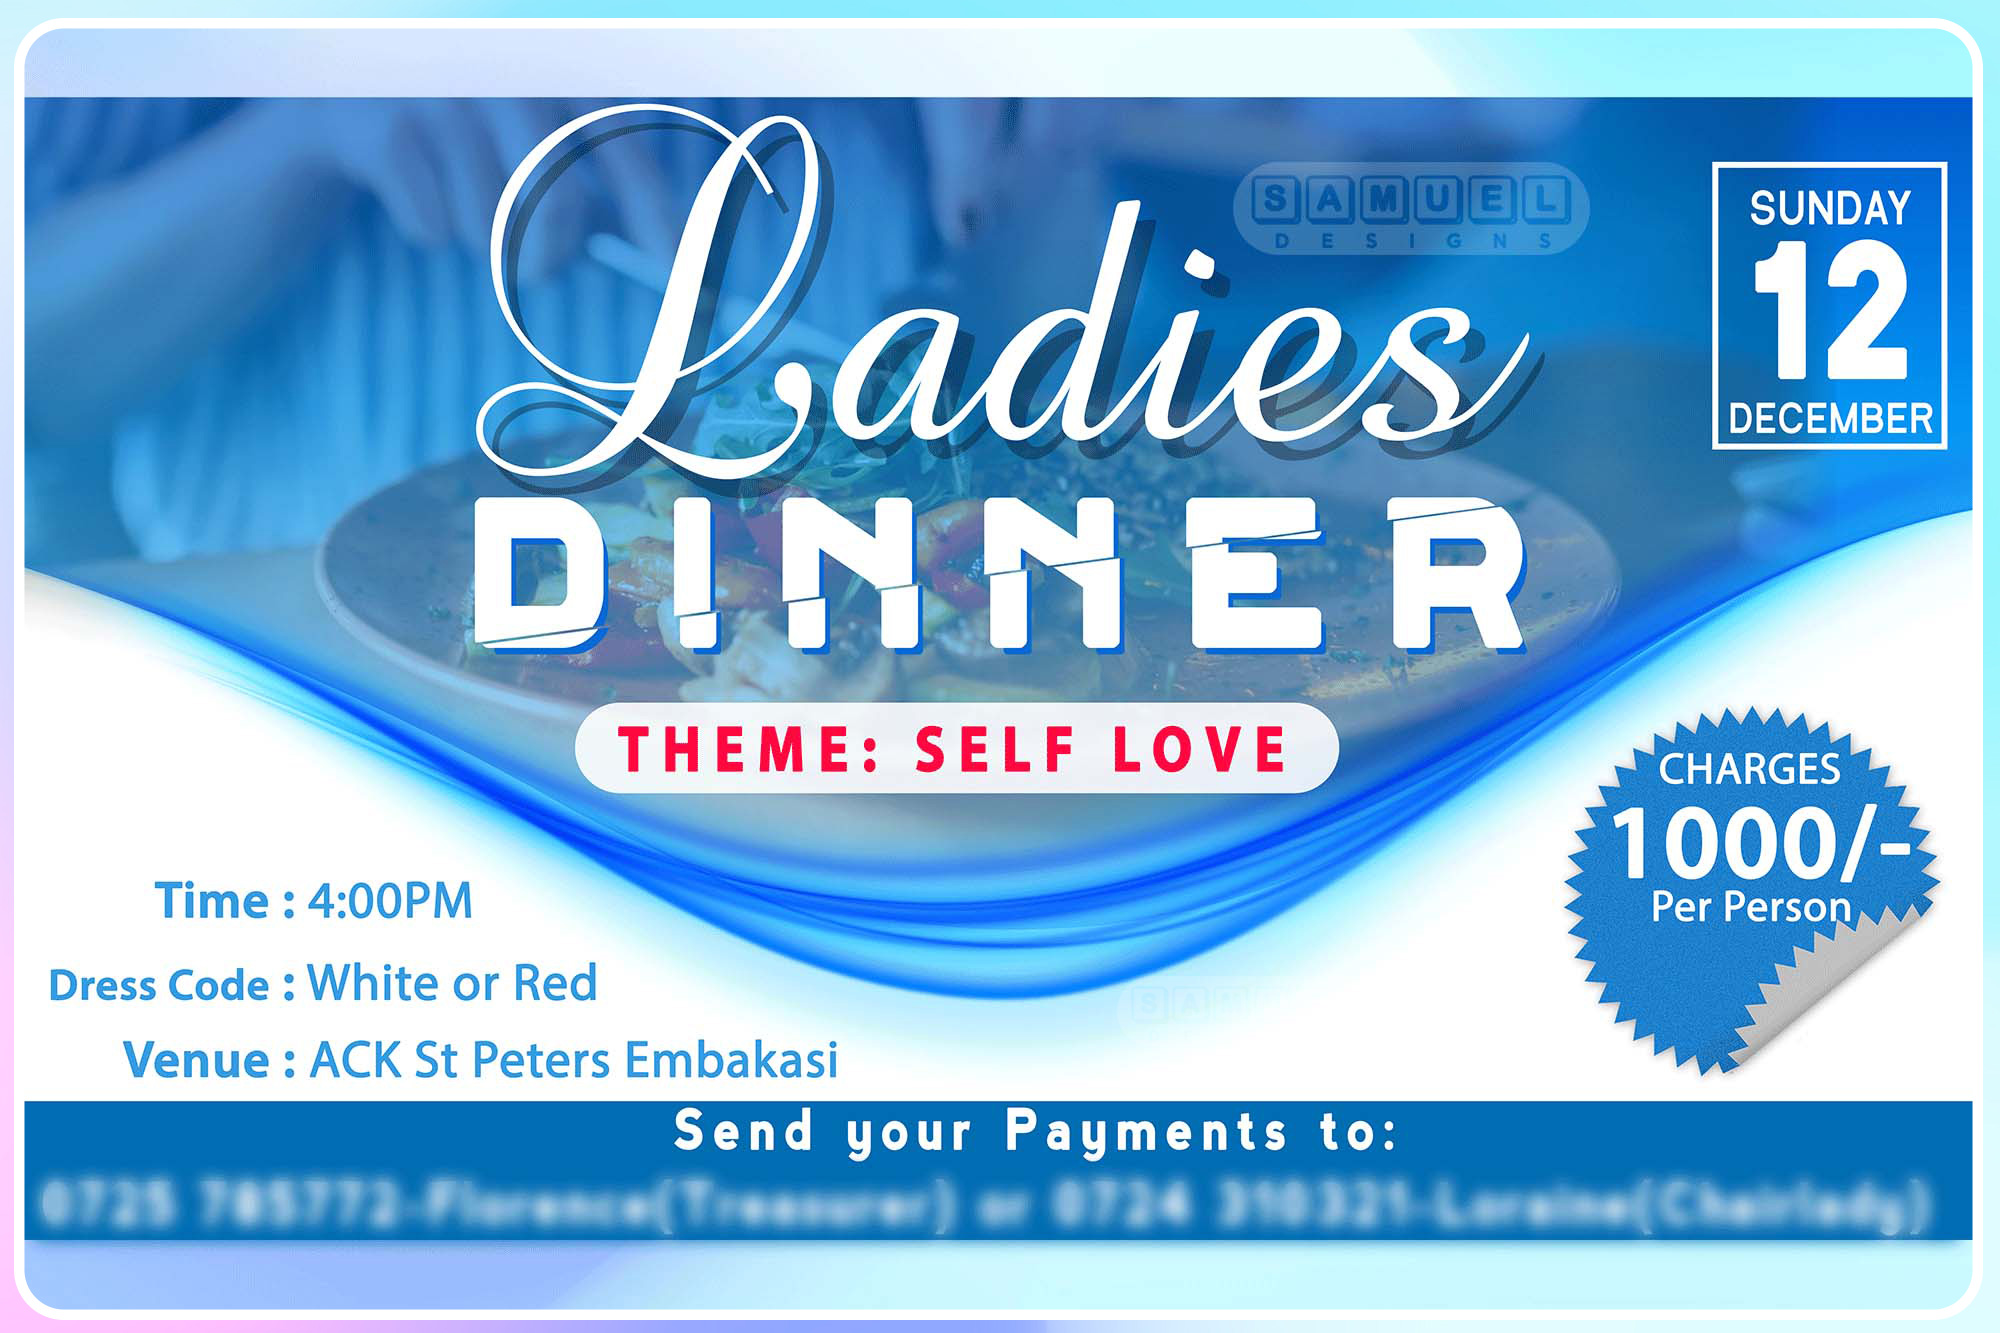 SAMUEL
DESIGNS
SUNDAY
12
DECEMBER
Ladies
DINNER
THEME: SELF LOVE
CHARGES
1000/-
Per Person
Time : 4:00PM
Dress Code : White or Red
Venue : ACK St Peters Embakasi
Send your Payments to: